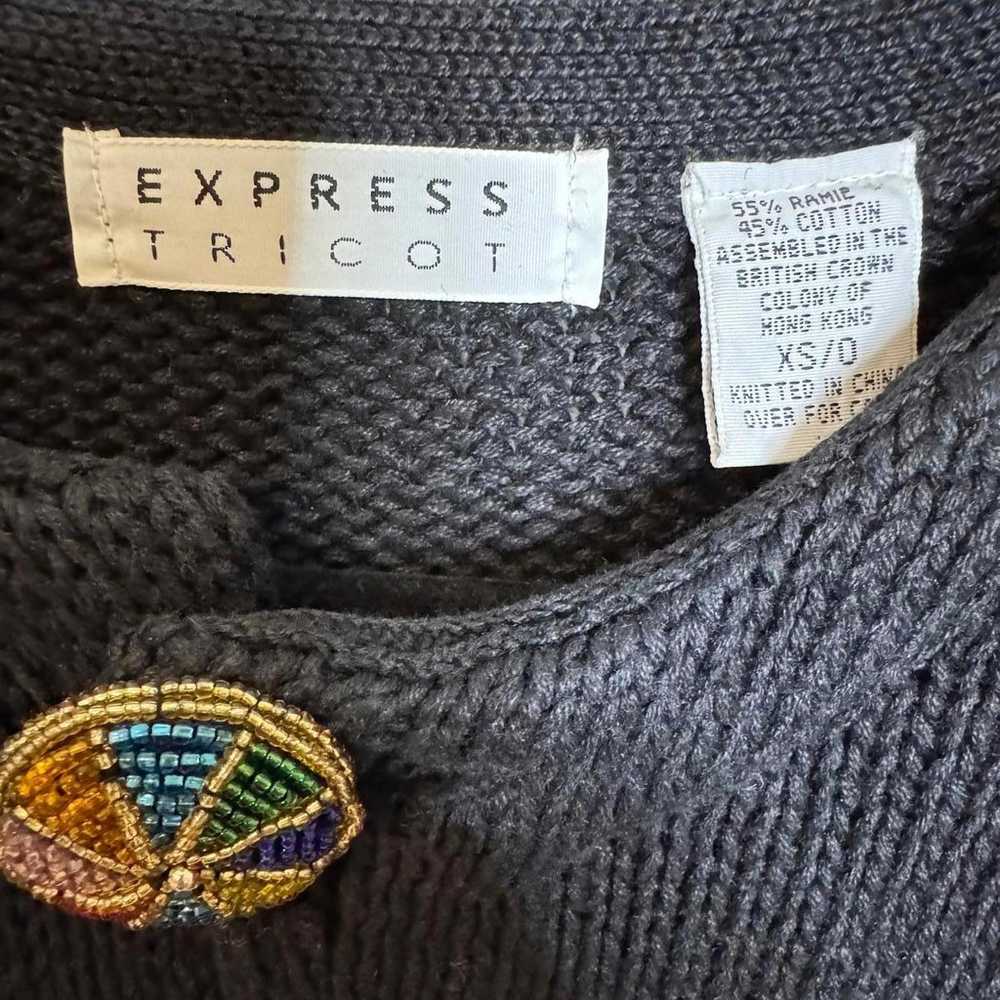 EXPRESS
TRICOT
55% RAMIE
45% COTTON
ASSEMBLED IN THE
BRITISH CROWN
COLONY OF
HONG KONG
XS/0
KNITTED IN CHINA
OVER FOR